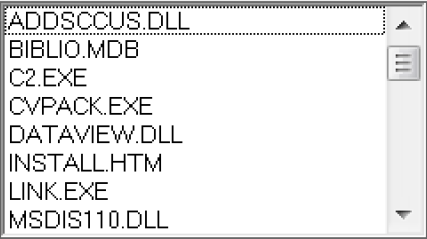 ADDSCCUS.DLL
BIBLIO.MDB
C2.EXE
CVPACK.EXE
DATAVIEW.DLL
INSTALL.HTM
LINK.EXE
MSDIS110.DLL